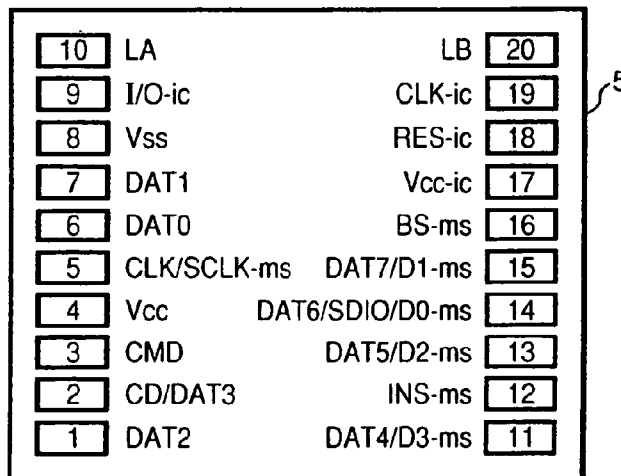 10 LA LB 20
9 I/O-ic CLK-ic 19
8 Vss RES-ic 18
7 DAT1 Vcc-ic 17
6 DAT0 BS-ms 16
5 CLK/SCLK-ms DAT7/D1-ms 15
4 Vcc DAT6/SDIO/D0-ms 14
3 CMD DAT5/D2-ms 13
2 CD/DAT3 INS-ms 12
1 DAT2 DAT4/D3-ms 11